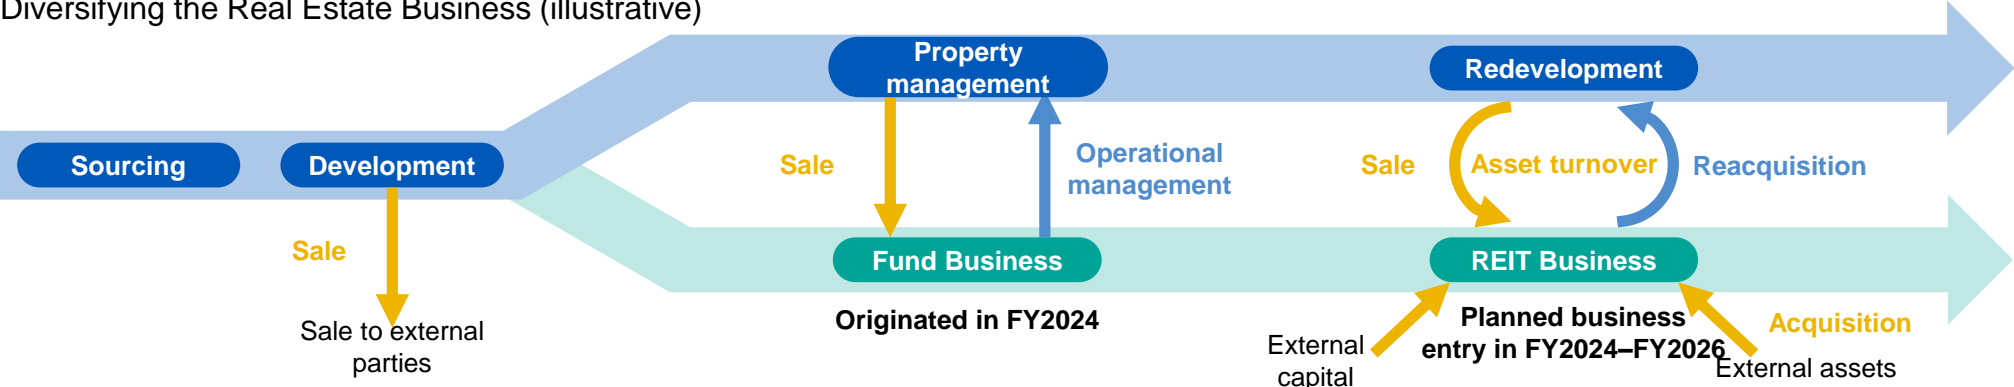 Diversifying the Real Estate Business (illustrative)
Property
management
Redevelopment
Sourcing
Development
Sale
Operational
management
Sale
Asset turnover
Reacquisition
Sale
Fund Business
REIT Business
Originated in FY2024
Sale to external
parties
Planned business
entry in FY2024–FY2026
Acquisition
External
capital
External assets